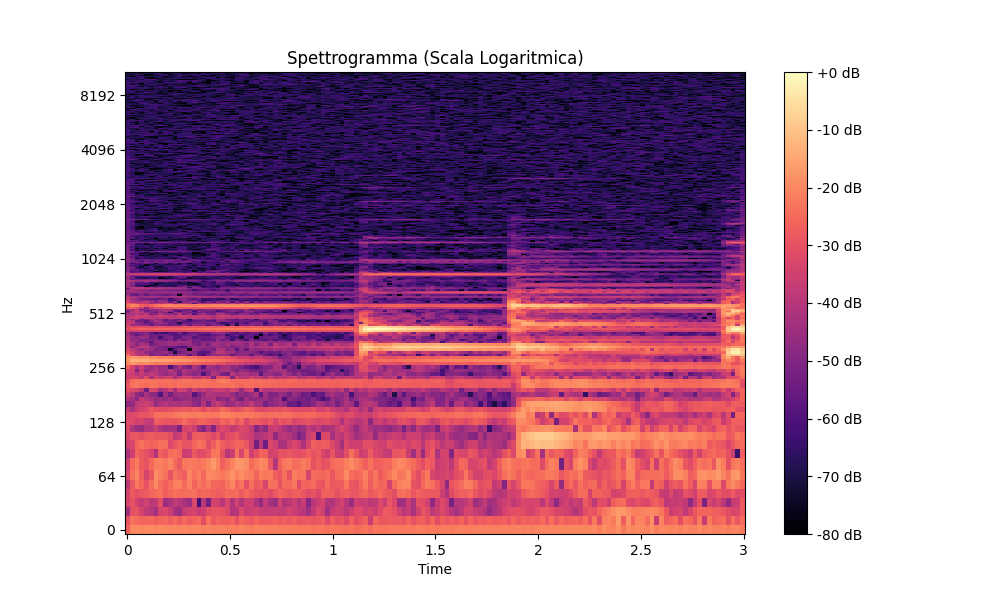 Spettrogramma (Scala Logaritmica)
Hz
8192
4096
2048
1024
512
256
128
64
0
0 0.5 1 1.5 2 2.5 3
Time
+0 dB
-10 dB
-20 dB
-30 dB
-40 dB
-50 dB
-60 dB
-70 dB
-80 dB